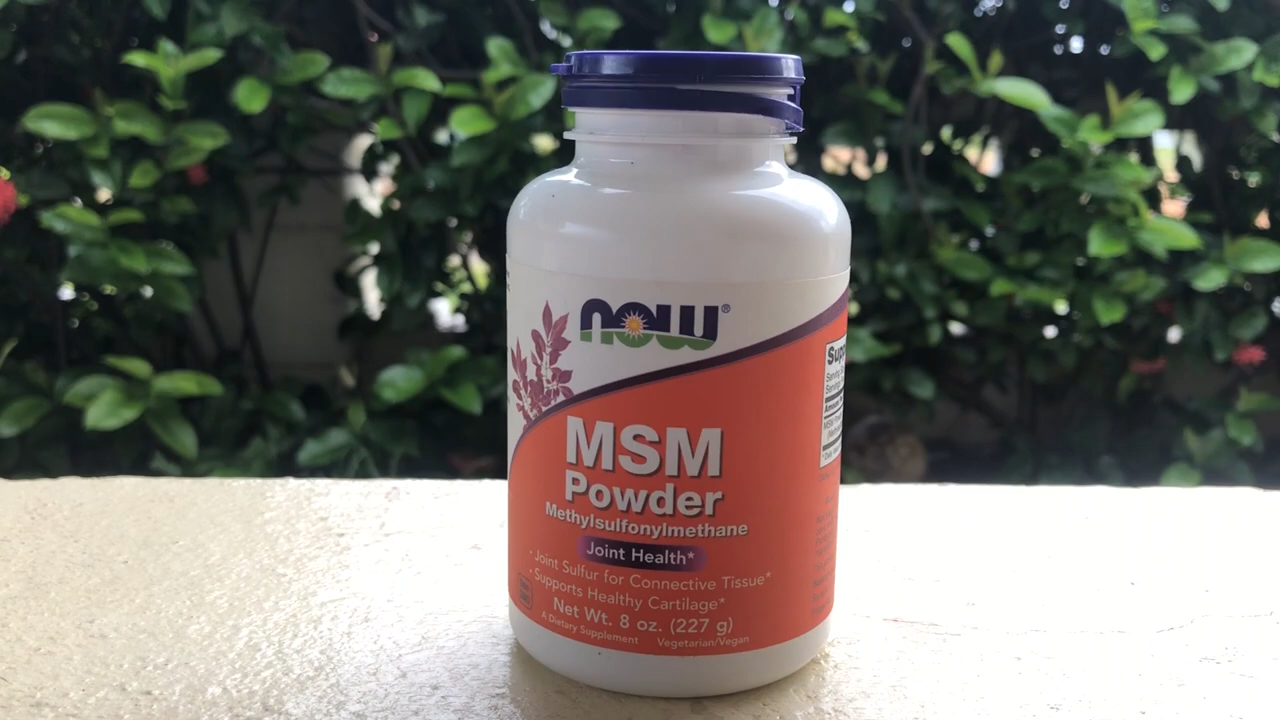 NOW®
MSM
Powder
Methylsulfonylmethane
Joint Health*
• Joint Sulfur for Connective Tissue*
• Supports Healthy Cartilage*
Net Wt. 8 oz. (227 g)
A Dietary Supplement Vegetarian/Vegan